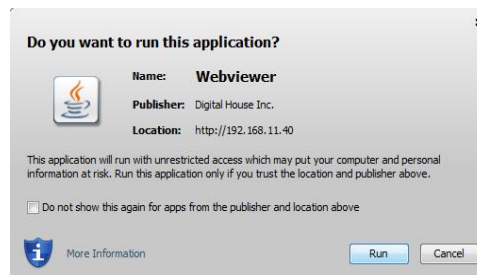 Do you want to run this application?
Name: Webviewer
Publisher: Digital House Inc.
Location: http://192.168.11.40
This application will run with unrestricted access which may put your computer and personal
information at risk. Run this application only if you trust the location and publisher above.
Do not show this again for apps from the publisher and location above
More Information
Run Cancel